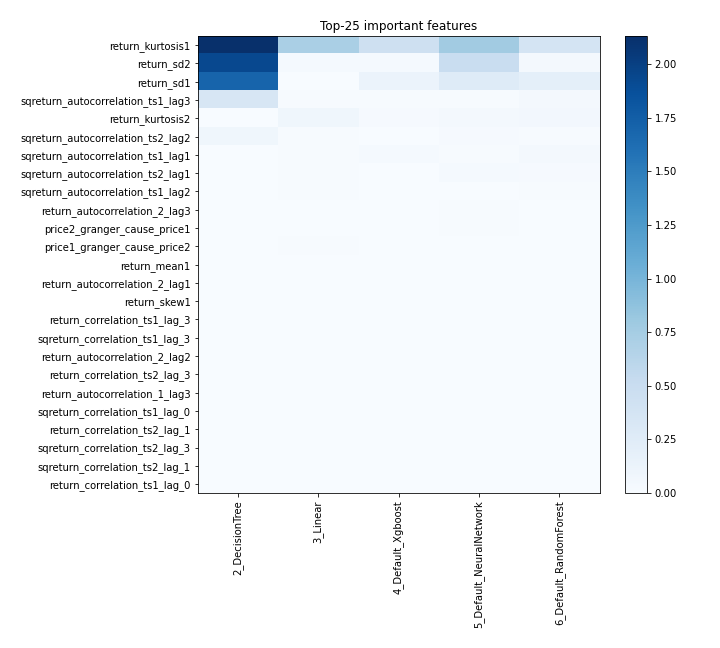 Top-25 important features
return_kurtosis1
return_sd2
return_sd1
sqreturn_autocorrelation_ts1_lag3
return_kurtosis2
sqreturn_autocorrelation_ts2_lag2
sqreturn_autocorrelation_ts1_lag1
sqreturn_autocorrelation_ts2_lag1
sqreturn_autocorrelation_ts1_lag2
return_autocorrelation_2_lag3
price2_granger_cause_price1
price1_granger_cause_price2
return_mean1
return_autocorrelation_2_lag1
return_skew1
return_correlation_ts1_lag_3
sqreturn_correlation_ts1_lag_3
return_autocorrelation_2_lag2
return_correlation_ts2_lag_3
return_autocorrelation_1_lag3
sqreturn_correlation_ts1_lag_0
return_correlation_ts2_lag_1
sqreturn_correlation_ts2_lag_3
sqreturn_correlation_ts2_lag_1
return_correlation_ts1_lag_0
2_DecisionTree
3_Linear
4_Default_Xgboost
5_Default_NeuralNetwork
6_Default_RandomForest
2.00
1.75
1.50
1.25
1.00
0.75
0.50
0.25
0.00